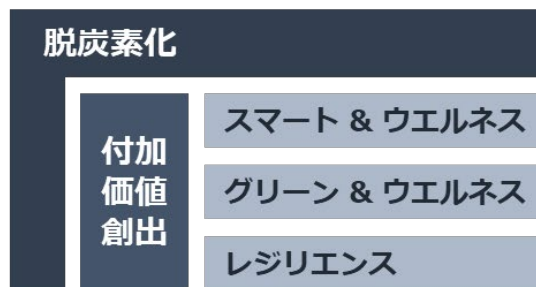 脱炭素化
付加
価値
創出
スマート & ウエルネス
グリーン & ウエルネス
レジリエンス